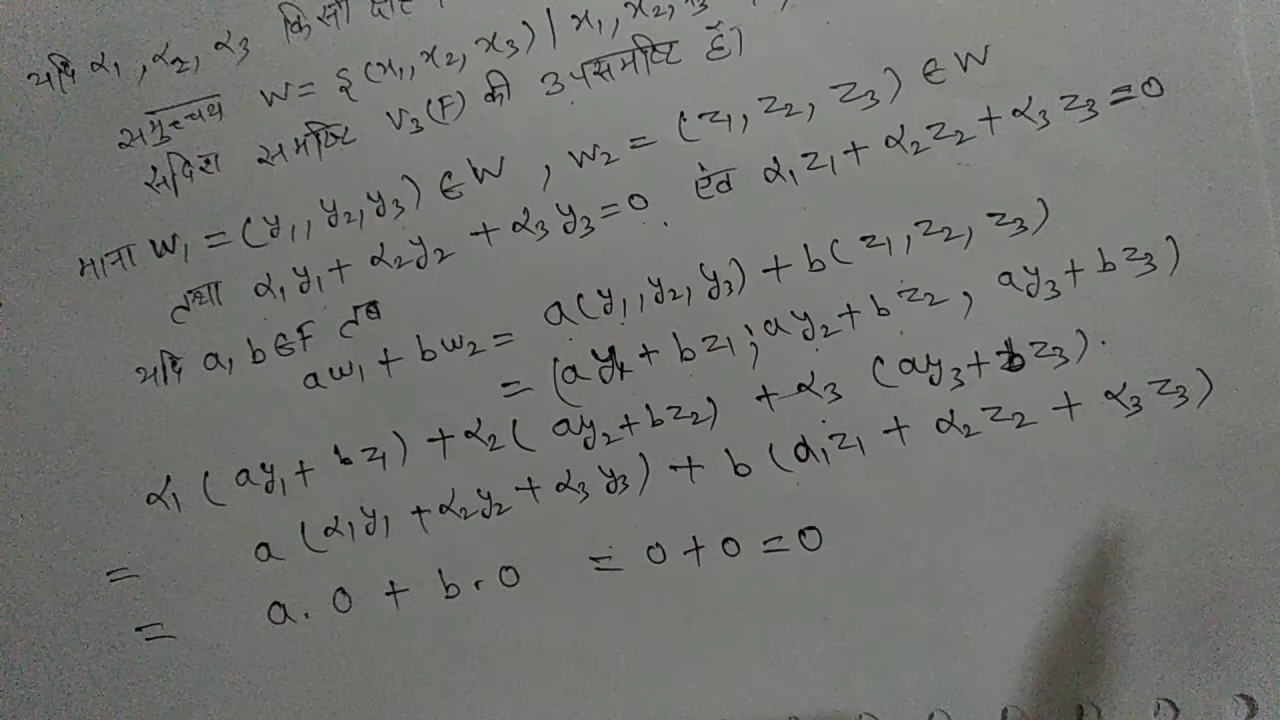 यदि α₁, α₂, α₃ किसी
समुच्चय W = {(x₁, x₂, x₃) | x₁, x₂, x₃
सदिश समष्टि V₃(F) की उपसमष्टि है।
माना W₁ = (y₁, y₂, y₃) ∈ W , W₂ = (z₁, z₂, z₃) ∈ W
तथा α₁y₁ + α₂y₂ + α₃y₃ = 0 एवं α₁z₁ + α₂z₂ + α₃z₃ = 0
यदि a, b ∈ F तब
aw₁ + bw₂ = a(y₁, y₂, y₃) + b(z₁, z₂, z₃)
= (ay₁ + bz₁, ay₂ + bz₂, ay₃ + bz₃)
α₁(ay₁ + bz₁) + α₂(ay₂ + bz₂) + α₃(ay₃ + bz₃).
= a(α₁y₁ + α₂y₂ + α₃y₃) + b(α₁z₁ + α₂z₂ + α₃z₃)
= a.0 + b.0 = 0 + 0 = 0